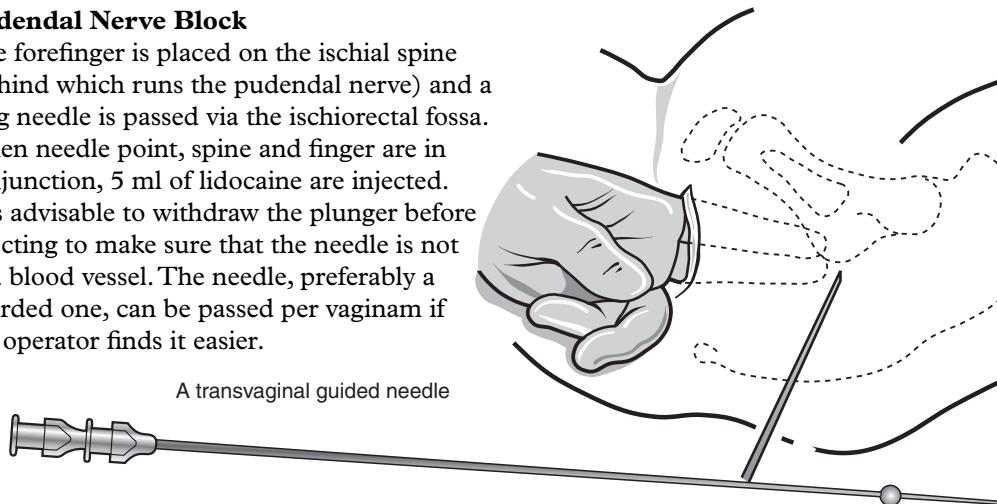 dendal Nerve Block
e forefinger is placed on the ischial spine
hind which runs the pudendal nerve) and a
g needle is passed via the ischiorectal fossa.
en needle point, spine and finger are in
junction, 5 ml of lidocaine are injected.
s advisable to withdraw the plunger before
cting to make sure that the needle is not
blood vessel. The needle, preferably a
rded one, can be passed per vaginam if
operator finds it easier.
A transvaginal guided needle